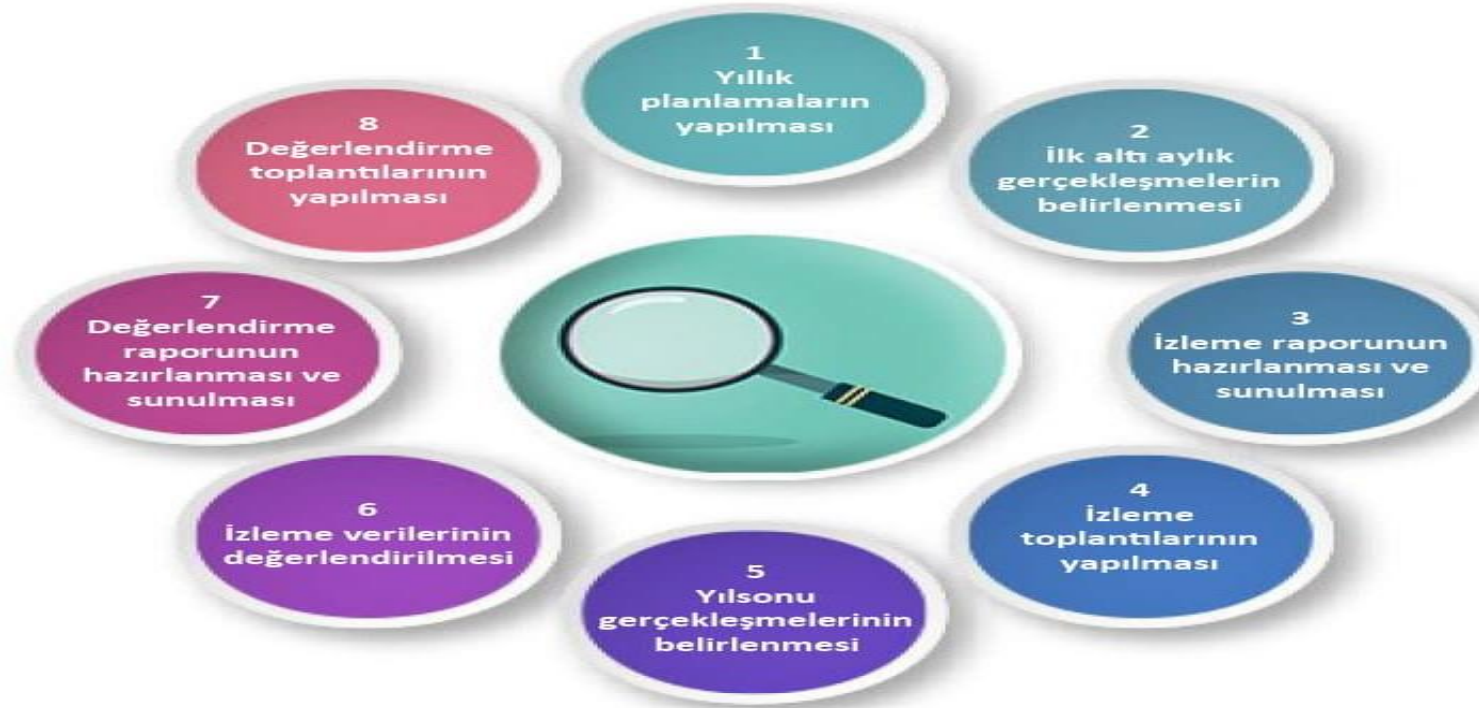 1
Yıllık
planlamaların
yapılması
2
İlk altı aylık
gerçekleşmelerin
belirlenmesi
3
İzleme raporunun
hazırlanması ve
sunulması
4
İzleme
toplantılarının
yapılması
5
Yılsonu
gerçekleşmelerinin
belirlenmesi
6
İzleme verilerinin
değerlendirilmesi
7
Değerlendirme
raporunun
hazırlanması ve
sunulması
8
Değerlendirme
toplantılarının
yapılması